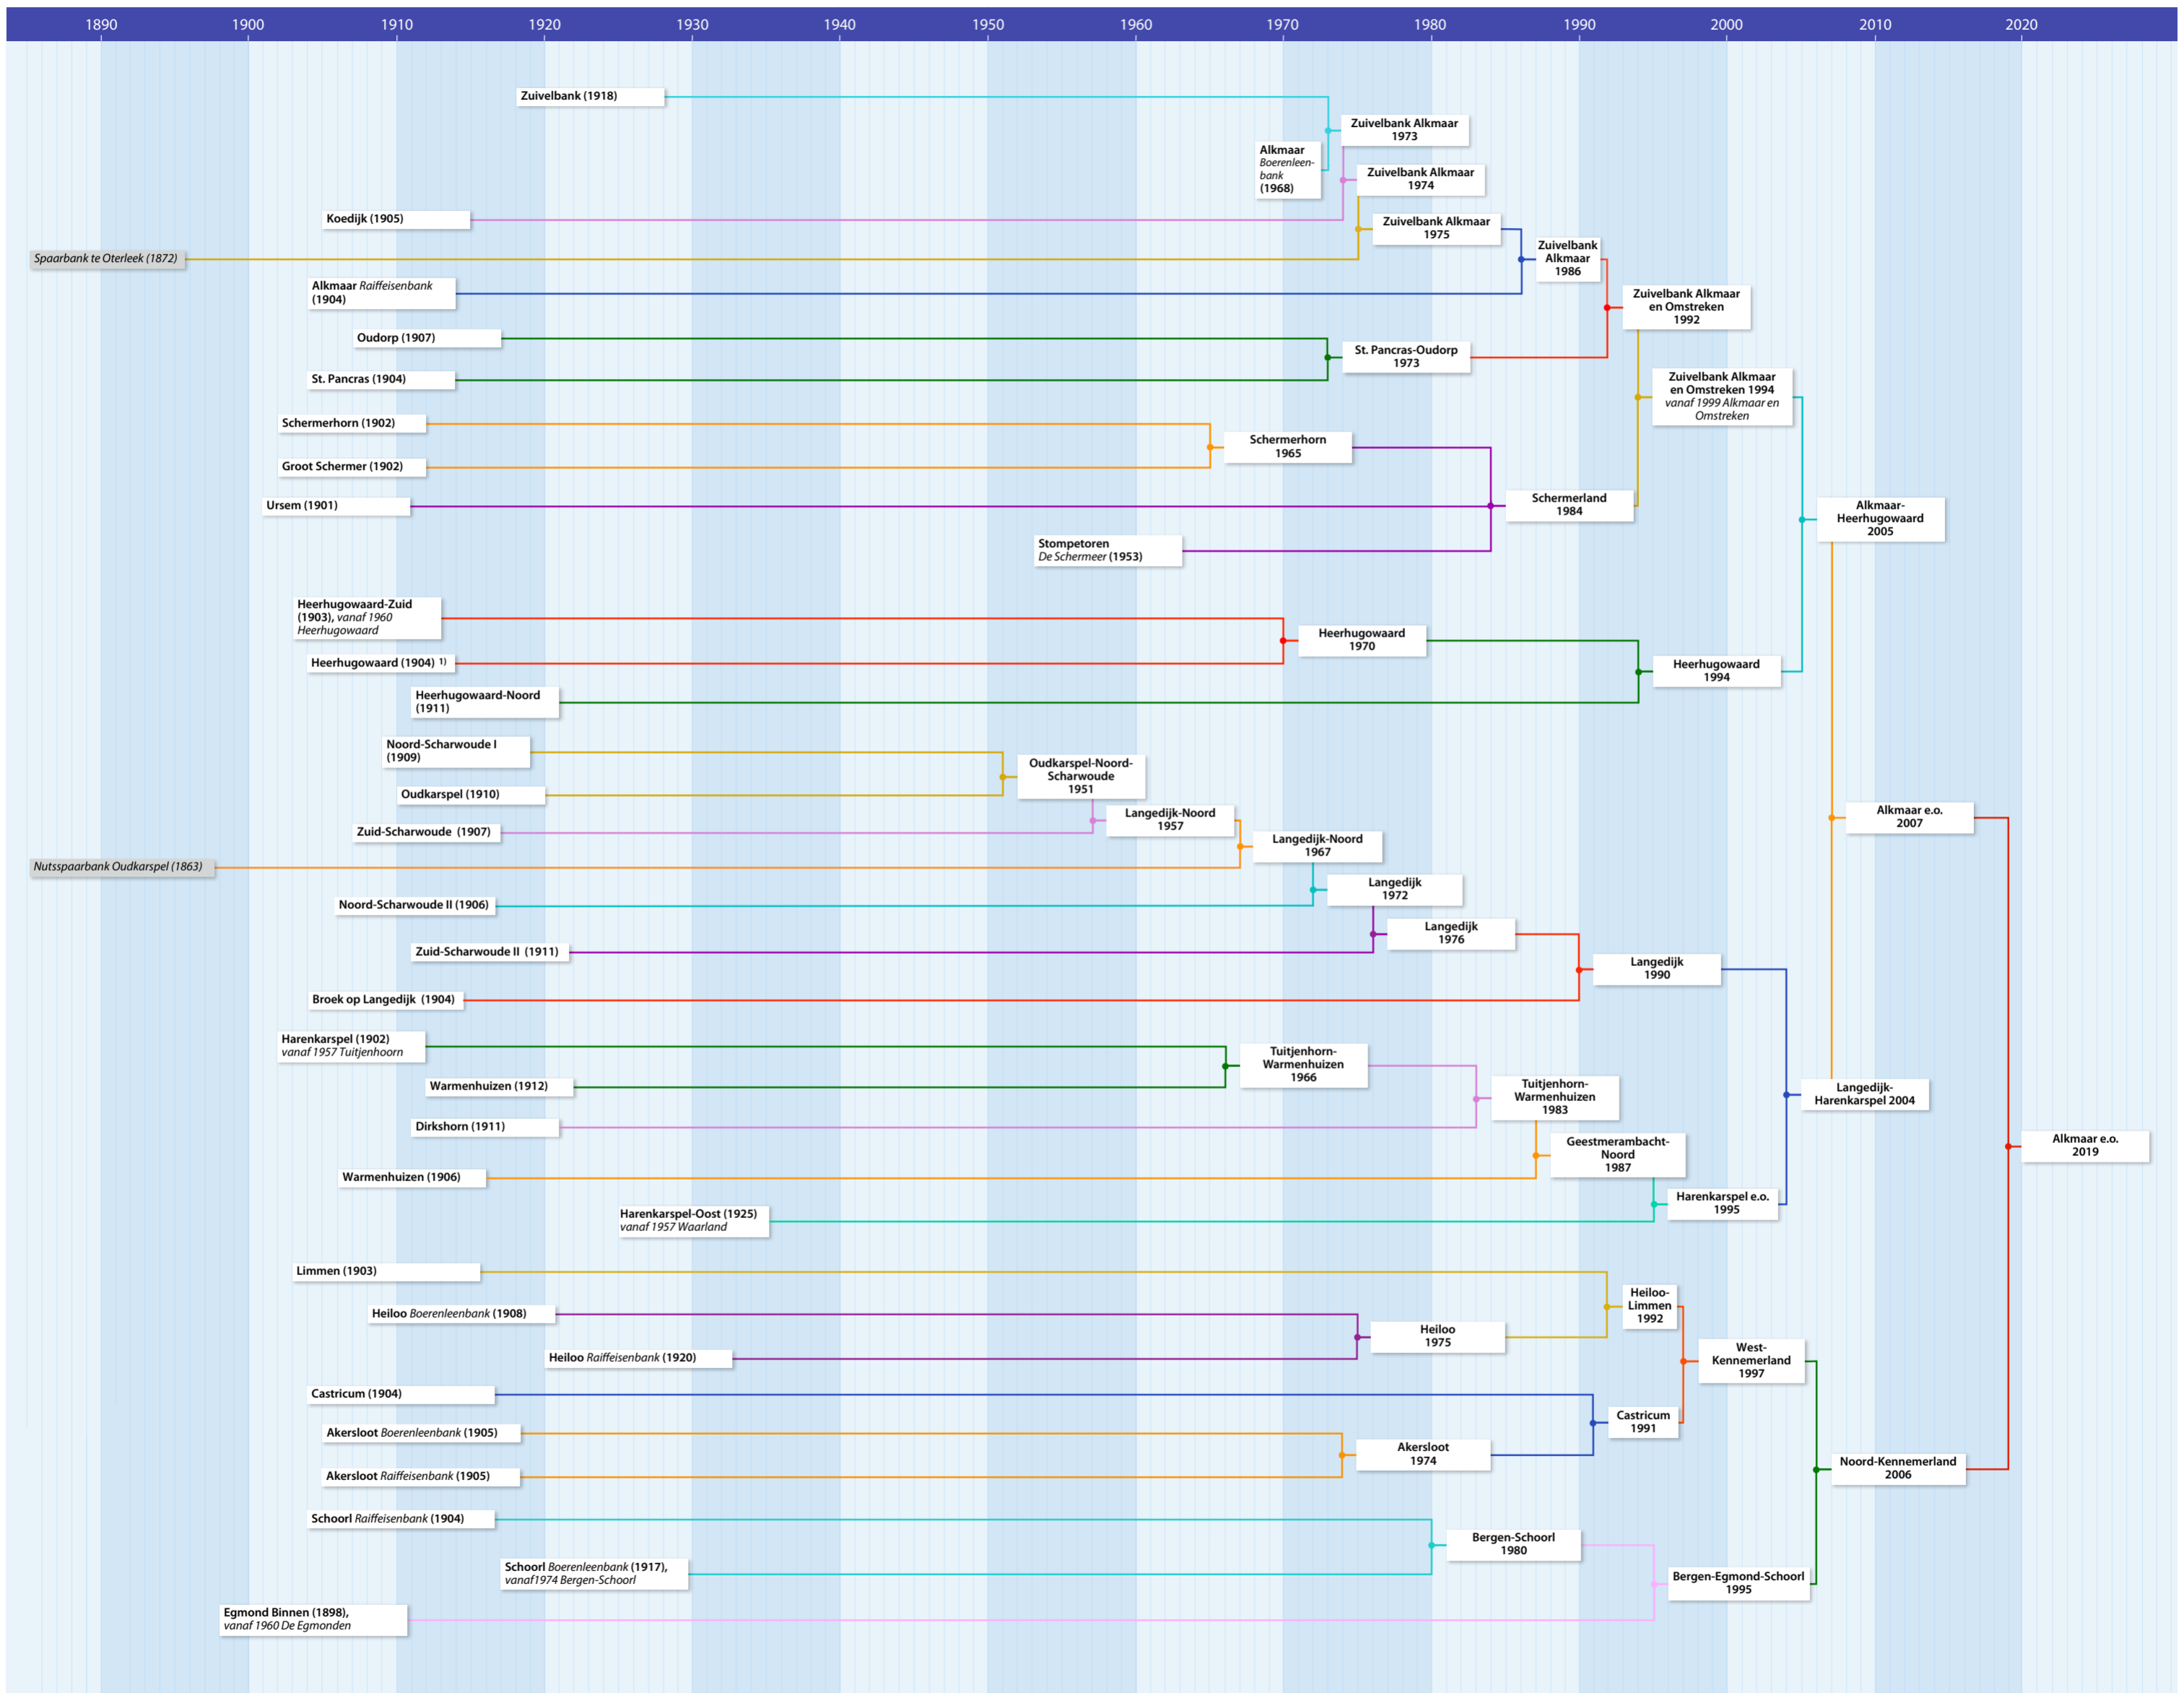 1890 1900 1910 1920 1930 1940 1950 1960 1970 1980 1990 2000 2010 2020
Zuivelbank (1918)
Zuivelbank Alkmaar
1973
Alkmaar
Boerenleen-
bank
(1968)
Zuivelbank Alkmaar
1974
Koedijk (1905)
Zuivelbank Alkmaar
1975
Spaarbank te Oterleek (1872)
Zuivelbank
Alkmaar
1986
Alkmaar Raiffeisenbank
(1904)
Zuivelbank Alkmaar
en Omstreken
1992
Oudorp (1907)
St. Pancras-Oudorp
1973
St. Pancras (1904)
Zuivelbank Alkmaar
en Omstreken 1994
vanaf 1999 Alkmaar en
Omstreken
Schermerhorn (1902)
Schermerhorn
1965
Groot Schermer (1902)
Ursem (1901)
Schermerland
1984
Alkmaar-
Heerhugowaard
2005
Stompetoren
De Schermeer (1953)
Heerhugowaard-Zuid
(1903), vanaf 1960
Heerhugowaard
Heerhugowaard
1970
Heerhugowaard (1904) 1)
Heerhugowaard
1994
Heerhugowaard-Noord
(1911)
Noord-Scharwoude I
(1909)
Oudkarspel-Noord-
Scharwoude
1951
Oudkarspel (1910)
Langedijk-Noord
1957
Alkmaar e.o.
2007
Zuid-Scharwoude (1907)
Langedijk-Noord
1967
Nutsspaarbank Oudkarspel (1863)
Langedijk
1972
Noord-Scharwoude II (1906)
Langedijk
1976
Zuid-Scharwoude II (1911)
Langedijk
1990
Broek op Langedijk (1904)
Harenkarspel (1902)
vanaf 1957 Tuitjenhoorn
Tuitjenhorn-
Warmenhuizen
1966
Warmenhuizen (1912)
Tuitjenhorn-
Warmenhuizen
1983
Langedijk-
Harenkarspel 2004
Dirkshorn (1911)
Geestmerambacht-
Noord
1987
Alkmaar e.o.
2019
Warmenhuizen (1906)
Harenkarspel e.o.
1995
Harenkarspel-Oost (1925)
vanaf 1957 Waarland
Limmen (1903)
Heiloo-
Limmen
1992
Heiloo Boerenleenbank (1908)
Heiloo
1975
Heiloo Raiffeisenbank (1920)
West-
Kennemerland
1997
Castricum (1904)
Castricum
1991
Akersloot Boerenleenbank (1905)
Akersloot
1974
Akersloot Raiffeisenbank (1905)
Noord-Kennemerland
2006
Schoorl Raiffeisenbank (1904)
Bergen-Schoorl
1980
Schoorl Boerenleenbank (1917),
vanaf1974 Bergen-Schoorl
Bergen-Egmond-Schoorl
1995
Egmond Binnen (1898),
vanaf 1960 De Egmonden